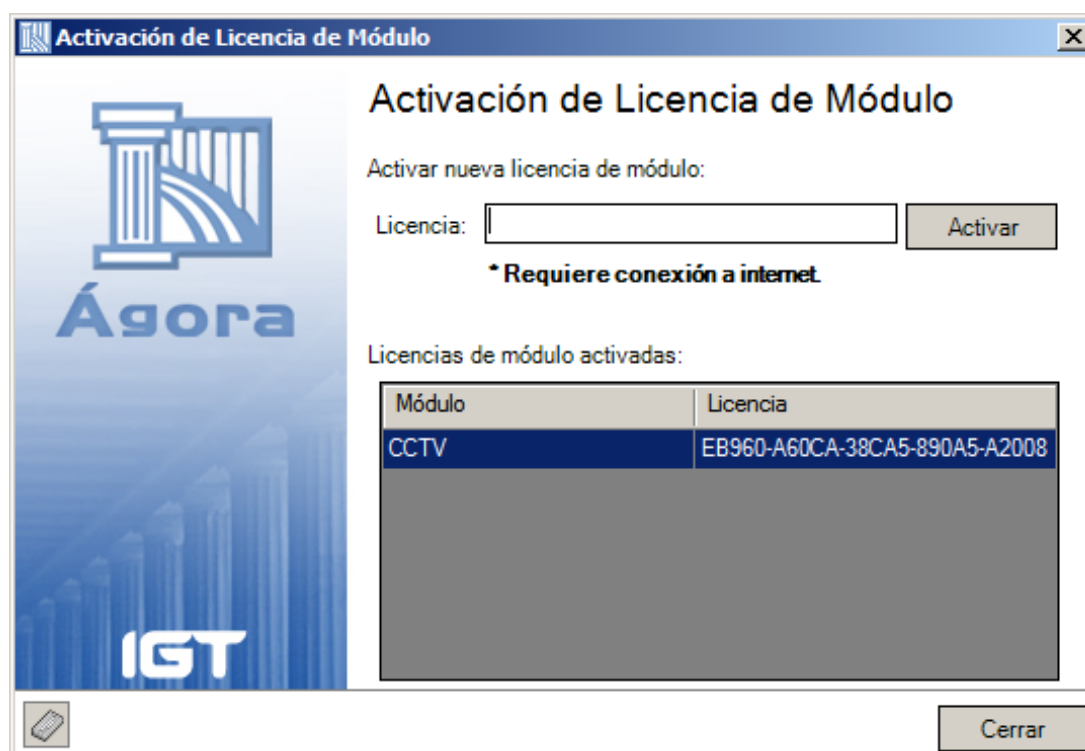 Activación de Licencia de Módulo
Activación de Licencia de Módulo
Activar nueva licencia de módulo:
Licencia: Activar
* Requiere conexión a internet.
Ágora
Licencias de módulo activadas:
Módulo Licencia
CCTV EB960-A60CA-38CA5-890A5-A2008
IGT
Cerrar